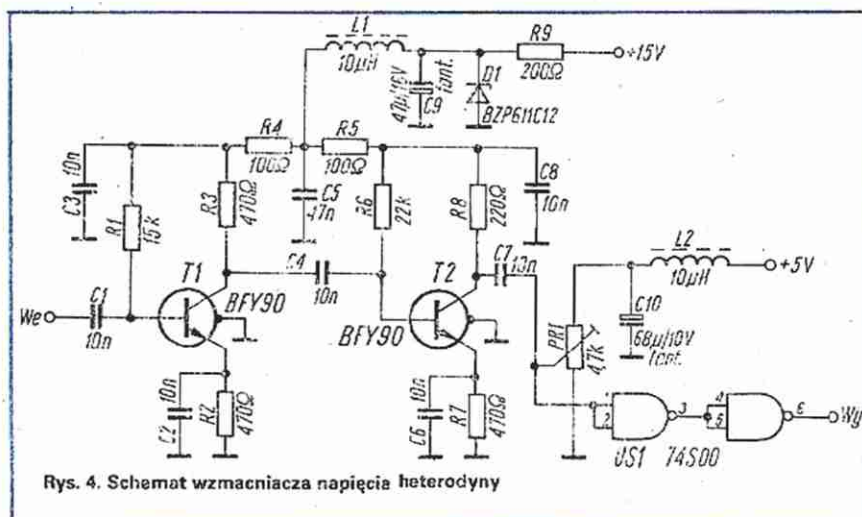 L1
10µH
R9
200Ω
+15V
47µ/16V
tant.
C9
D1
BZP611C12
R4
100Ω
R5
100Ω
10n
C3
R1
15k
R3
470Ω
C5
47n
R6
22k
R8
220Ω
C8
10n
L2
10µH
+5V
T1
BFY90
C4
10n
T2
BFY90
C7
10n
We
C1
10n
PR1
4,7k
C10
68µ/10V
tant.
10n
C2
R2
470Ω
10n
C6
R7
470Ω
1
2
3
4
5
6
Wy
US1 74S00
Rys. 4. Schemat wzmacniacza napięcia heterodyny